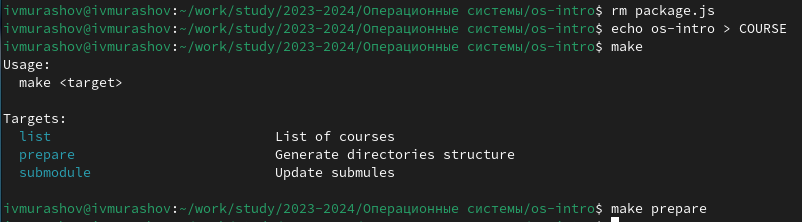 ivmurashov@ivmurashov:~/work/study/2023-2024/Операционные системы/os-intro$ rm package.js
ivmurashov@ivmurashov:~/work/study/2023-2024/Операционные системы/os-intro$ echo os-intro > COURSE
ivmurashov@ivmurashov:~/work/study/2023-2024/Операционные системы/os-intro$ make
Usage:
  make <target>
Targets:
  list                            List of courses
  prepare                         Generate directories structure
  submodule                       Update submules
ivmurashov@ivmurashov:~/work/study/2023-2024/Операционные системы/os-intro$ make prepare